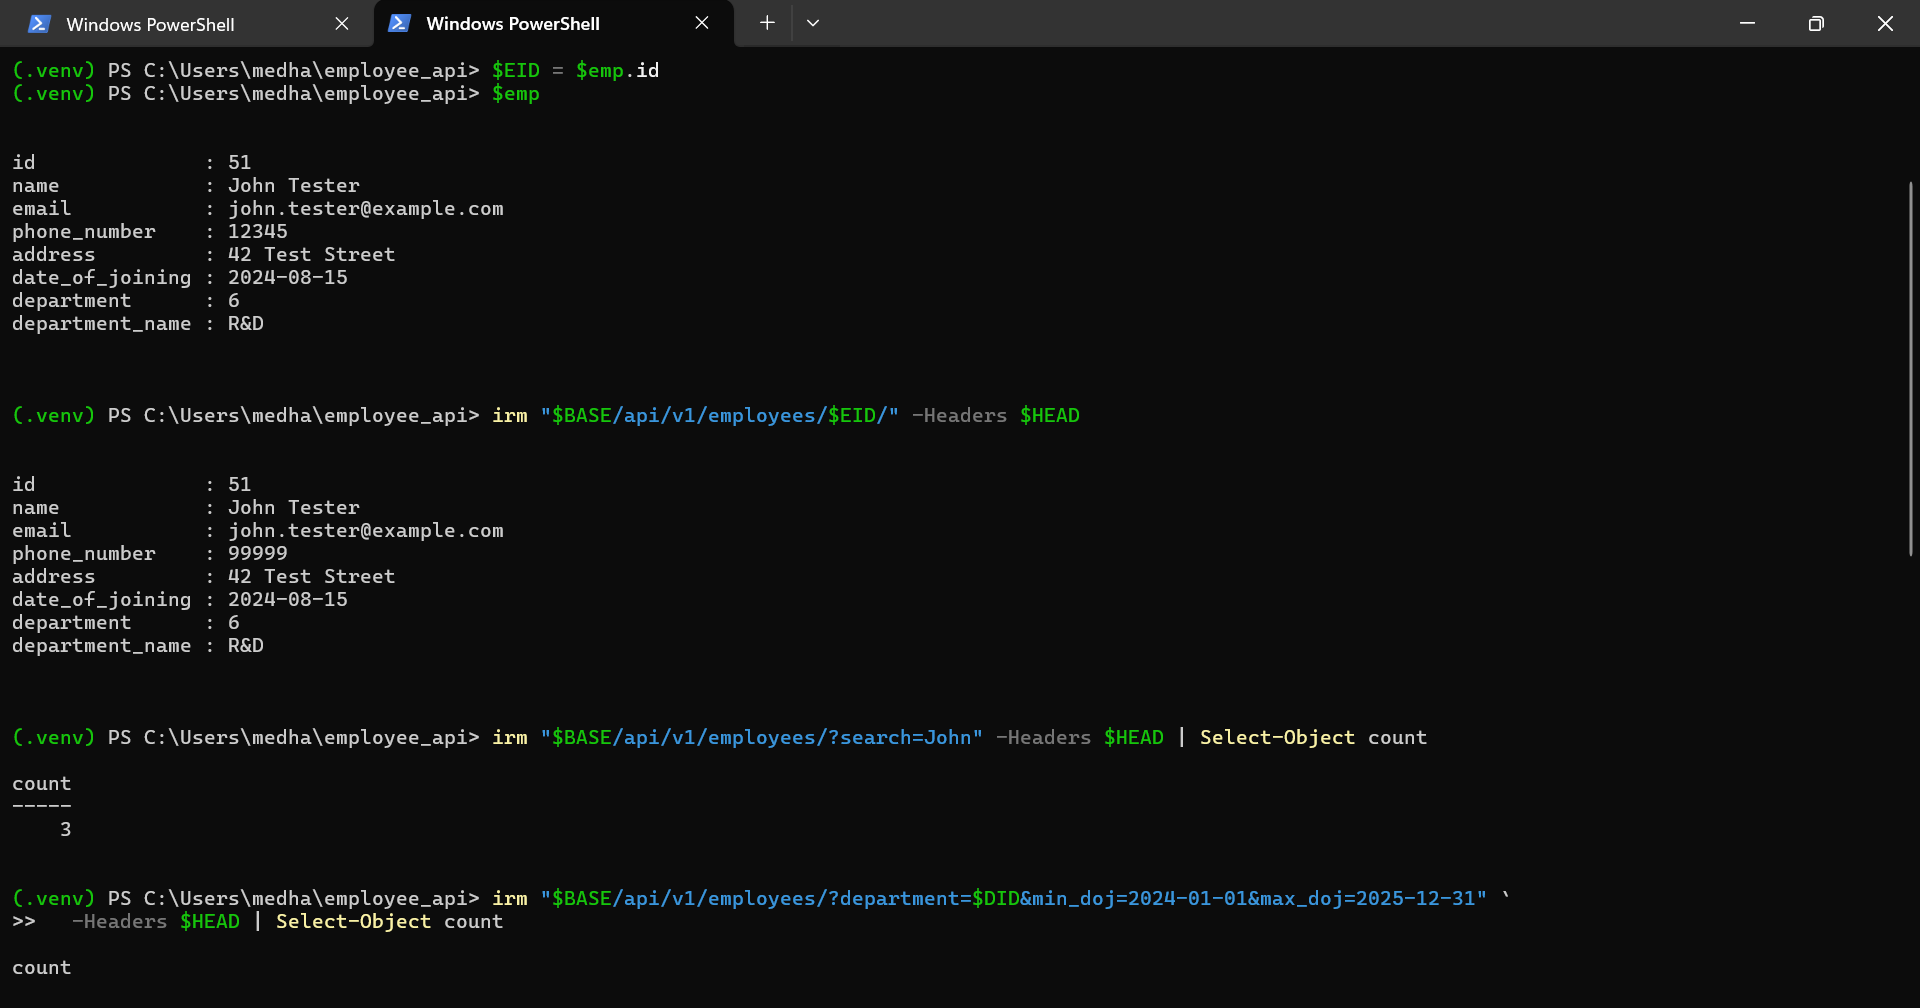 Windows PowerShell
Windows PowerShell
(.venv) PS C:\Users\medha\employee_api> $EID = $emp.id
(.venv) PS C:\Users\medha\employee_api> $emp
id              : 51
name            : John Tester
email           : john.tester@example.com
phone_number    : 12345
address         : 42 Test Street
date_of_joining : 2024-08-15
department      : 6
department_name : R&D
(.venv) PS C:\Users\medha\employee_api> irm "$BASE/api/v1/employees/$EID/" -Headers $HEAD
id              : 51
name            : John Tester
email           : john.tester@example.com
phone_number    : 99999
address         : 42 Test Street
date_of_joining : 2024-08-15
department      : 6
department_name : R&D
(.venv) PS C:\Users\medha\employee_api> irm "$BASE/api/v1/employees/?search=John" -Headers $HEAD | Select-Object count
count
-----
    3
(.venv) PS C:\Users\medha\employee_api> irm "$BASE/api/v1/employees/?department=$DID&min_doj=2024-01-01&max_doj=2025-12-31" `
>>   -Headers $HEAD | Select-Object count
count